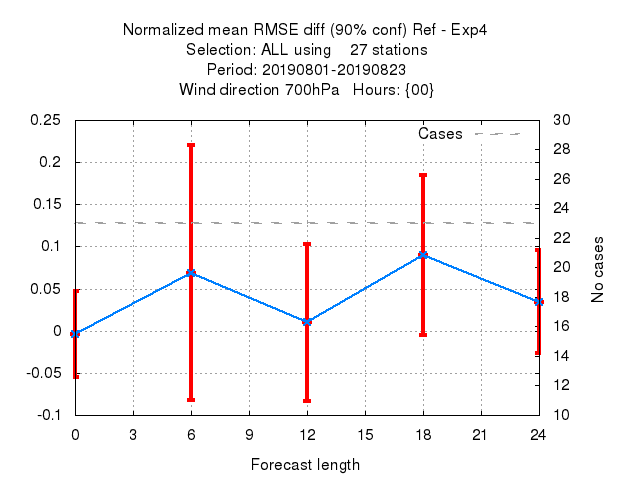 Normalized mean RMSE diff (90% conf) Ref - Exp4
Selection: ALL using    27 stations
Period: 20190801-20190823
Wind direction 700hPa   Hours: {00}
Cases
0.25
0.2
0.15
0.1
0.05
0
-0.05
-0.1
30
28
26
24
22
20
18
16
14
12
10
No cases
0 3 6 9 12 15 18 21 24
Forecast length